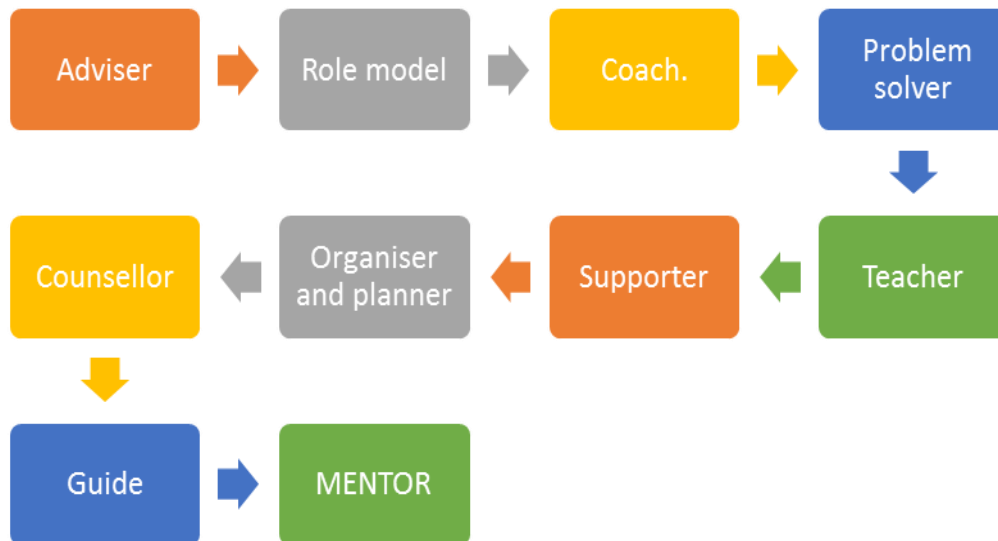 Adviser
Role model
Coach.
Problem
solver
Teacher
Supporter
Organiser
and planner
Counsellor
Guide
MENTOR